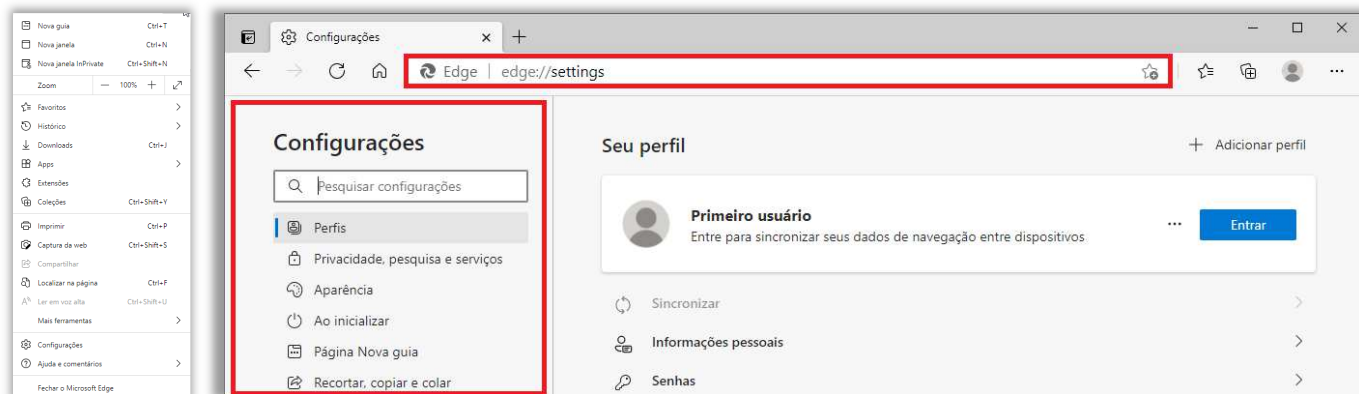 Nova guia Ctrl+T
Nova janela Ctrl+N
Nova janela InPrivate Ctrl+Shift+N
Zoom — 100% +
Favoritos
Histórico
Downloads Ctrl+J
Apps
Extensões
Coleções Ctrl+Shift+Y
Imprimir Ctrl+P
Captura da web Ctrl+Shift+S
Compartilhar
Localizar na página Ctrl+F
Ler em voz alta Ctrl+Shift+U
Mais ferramentas
Configurações
Ajuda e comentários
Fechar o Microsoft Edge
Configurações
Edge | edge://settings
Configurações
Pesquisar configurações
Perfis
Privacidade, pesquisa e serviços
Aparência
Ao inicializar
Página Nova guia
Recortar, copiar e colar
Seu perfil
Adicionar perfil
Primeiro usuário
Entre para sincronizar seus dados de navegação entre dispositivos
Entrar
Sincronizar
Informações pessoais
Senhas